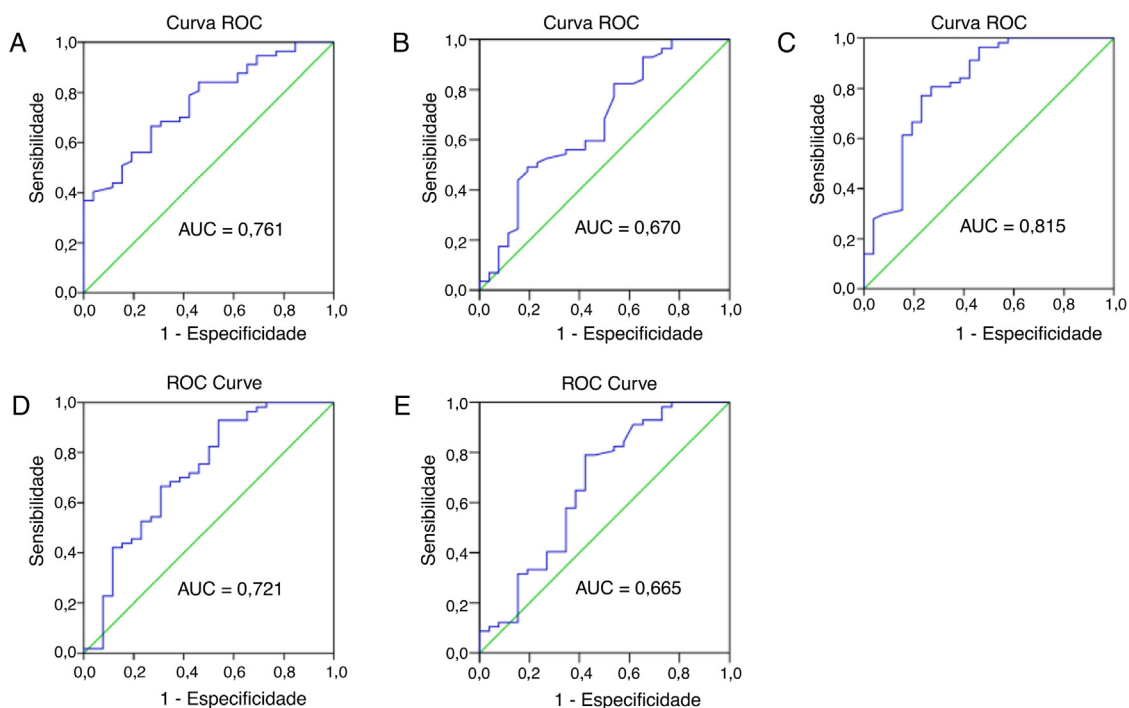 A
Curva ROC
1,0
0,8
0,6
0,4
0,2
0,0
Sensibilidade
AUC = 0,761
0,0 0,2 0,4 0,6 0,8 1,0
1 - Especificidade
B
Curva ROC
1,0
0,8
0,6
0,4
0,2
0,0
Sensibilidade
AUC = 0,670
0,0 0,2 0,4 0,6 0,8 1,0
1 - Especificidade
C
Curva ROC
1,0
0,8
0,6
0,4
0,2
0,0
Sensibilidade
AUC = 0,815
0,0 0,2 0,4 0,6 0,8 1,0
1 - Especificidade
D
ROC Curve
1,0
0,8
0,6
0,4
0,2
0,0
Sensibilidade
AUC = 0,721
0,0 0,2 0,4 0,6 0,8 1,0
1 - Especificidade
E
ROC Curve
1,0
0,8
0,6
0,4
0,2
0,0
Sensibilidade
AUC = 0,665
0,0 0,2 0,4 0,6 0,8 1,0
1 - Especificidade